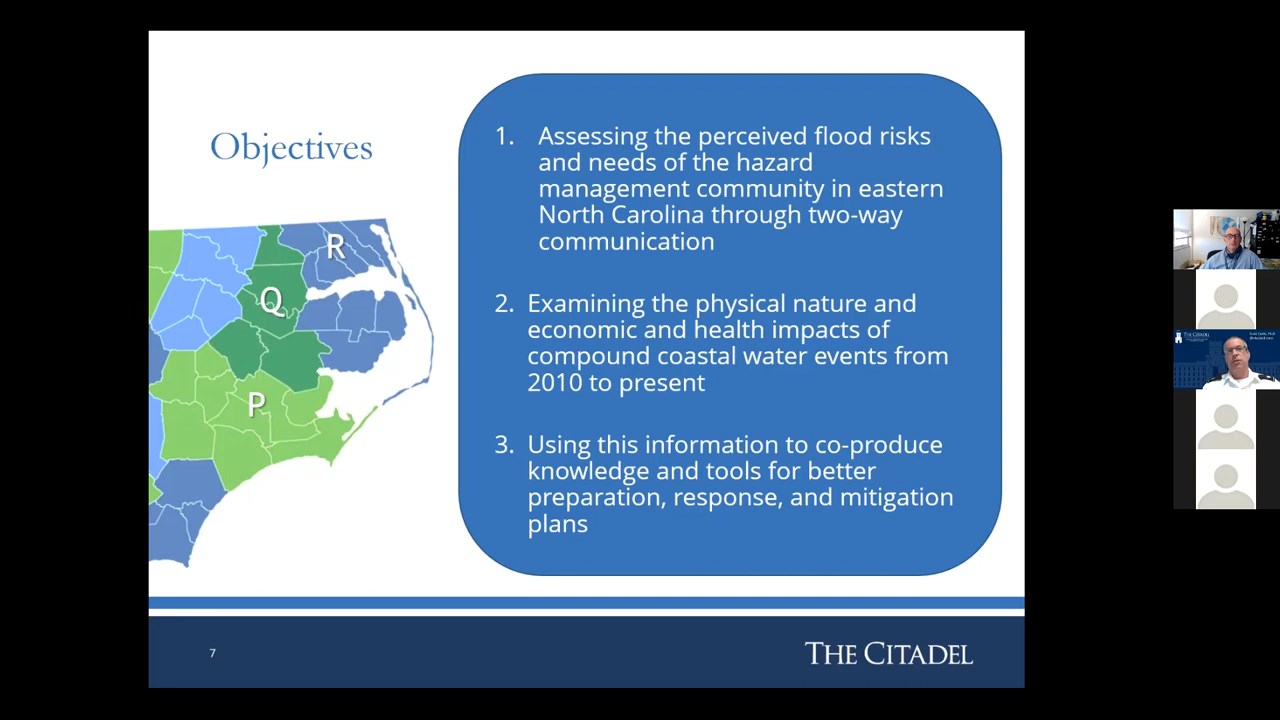 Objectives
1. Assessing the perceived flood risks
and needs of the hazard
management community in eastern
North Carolina through two-way
communication
2. Examining the physical nature and
economic and health impacts of
compound coastal water events from
2010 to present
3. Using this information to co-produce
knowledge and tools for better
preparation, response, and mitigation
plans
R
Q
P
7
THE CITADEL
THE CITADEL